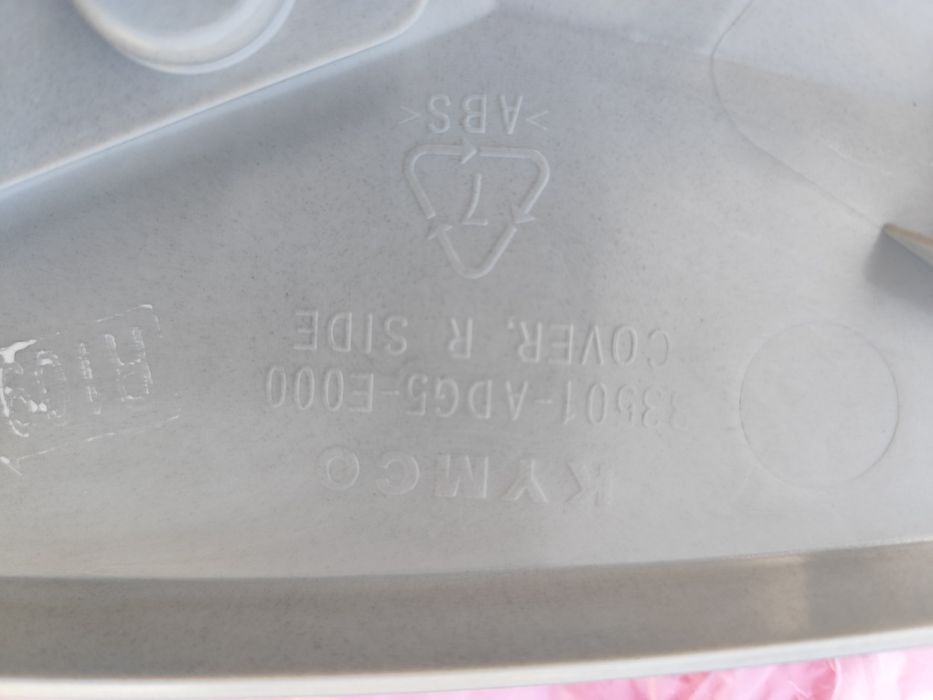 KYMCO
83501-ADG5-E000
COVER, R SIDE
7
>ABS<